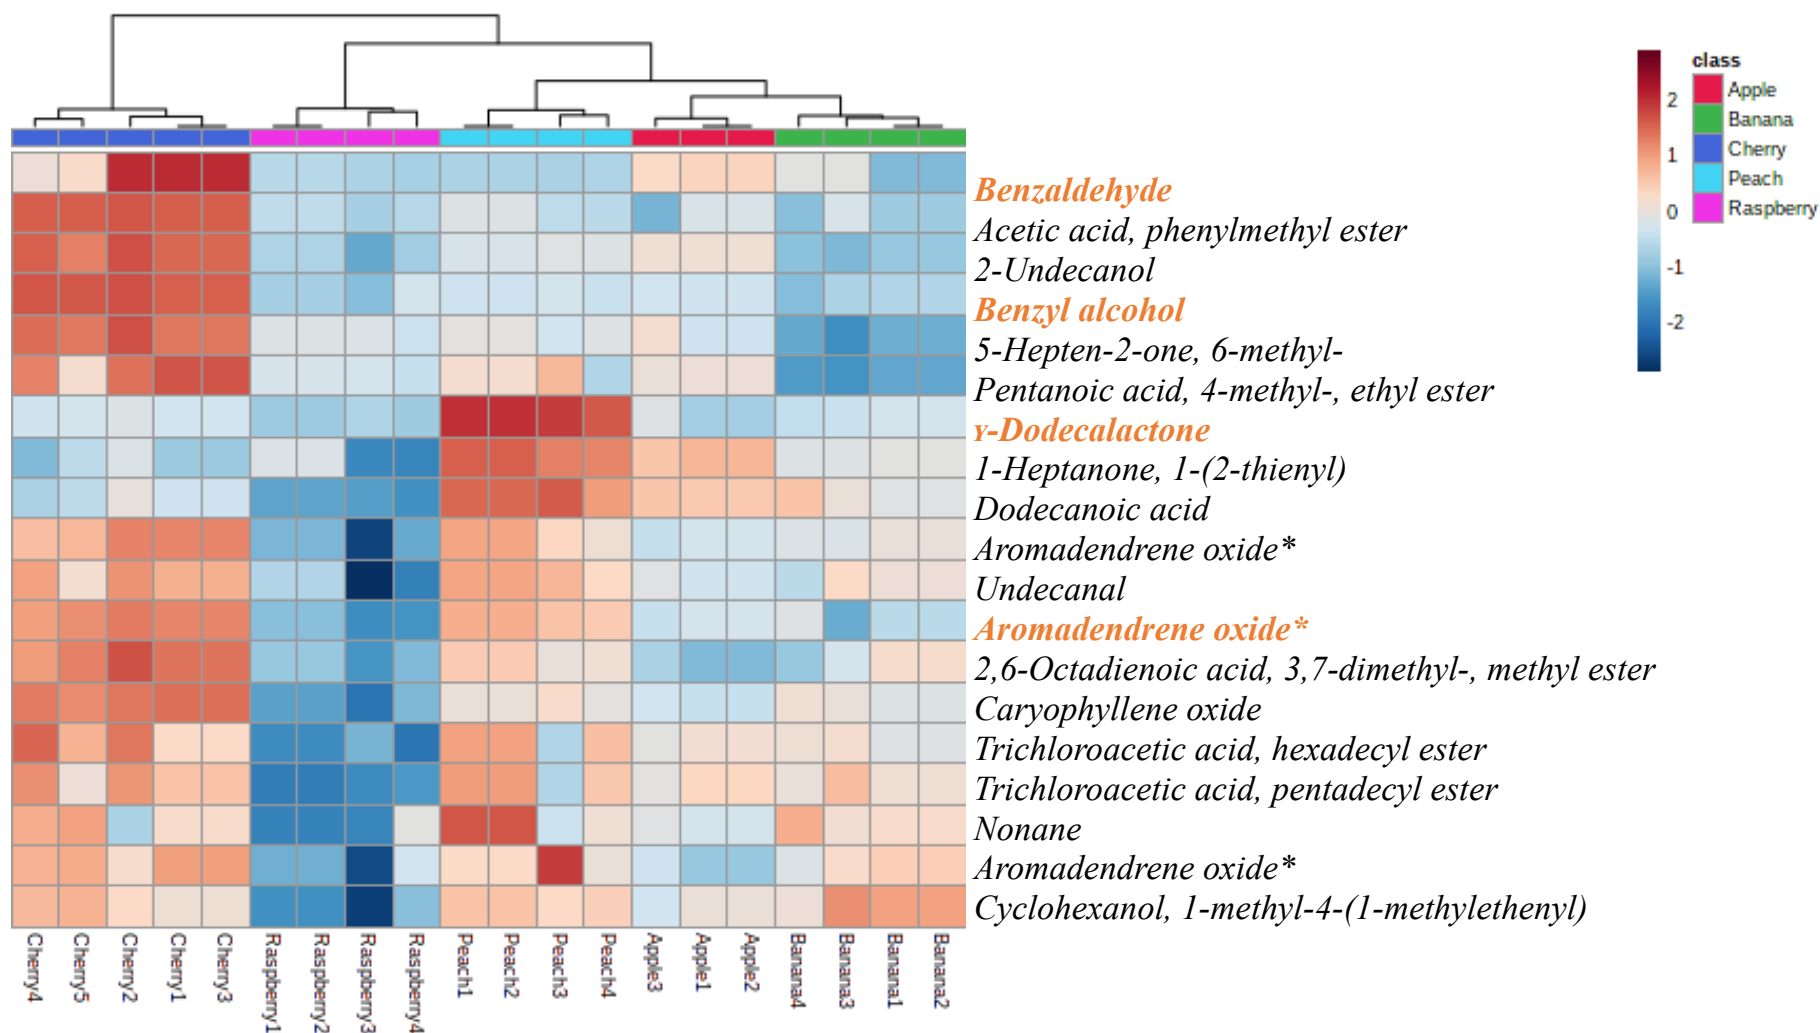 2
1
0
-1
-2
class
Apple
Banana
Cherry
Peach
Raspberry
Benzaldehyde
Acetic acid, phenylmethyl ester
2-Undecanol
Benzyl alcohol
5-Hepten-2-one, 6-methyl-
Pentanoic acid, 4-methyl-, ethyl ester
ʏ-Dodecalactone
1-Heptanone, 1-(2-thienyl)
Dodecanoic acid
Aromadendrene oxide*
Undecanal
Aromadendrene oxide*
2,6-Octadienoic acid, 3,7-dimethyl-, methyl ester
Caryophyllene oxide
Trichloroacetic acid, hexadecyl ester
Trichloroacetic acid, pentadecyl ester
Nonane
Aromadendrene oxide*
Cyclohexanol, 1-methyl-4-(1-methylethenyl)
Cherry4
Cherry5
Cherry2
Cherry1
Cherry3
Raspberry1
Raspberry2
Raspberry3
Raspberry4
Peach1
Peach2
Peach3
Peach4
Apple3
Apple1
Apple2
Banana4
Banana3
Banana1
Banana2